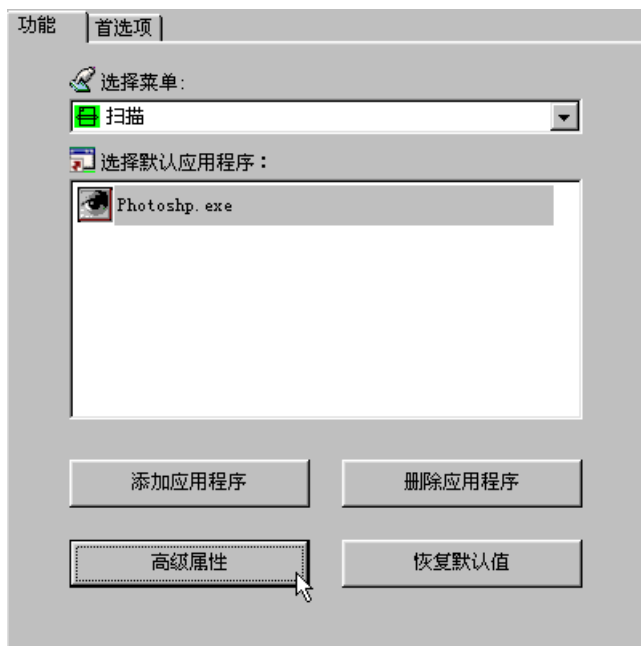 功能 首选项
选择菜单:
扫描
选择默认应用程序：
Photoshp.exe
添加应用程序 删除应用程序
高级属性 恢复默认值